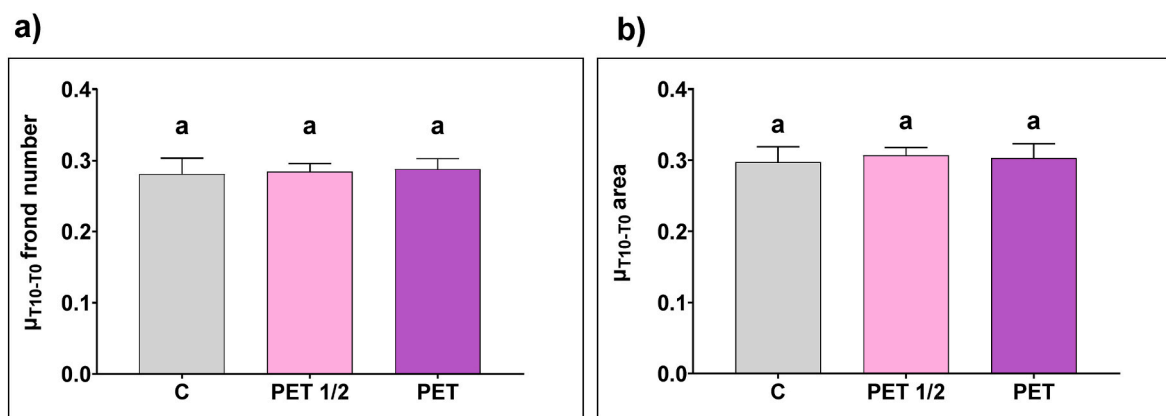 a)
μT10-T0 frond number
0.4
0.3
0.2
0.1
0.0
a a a
C PET 1/2 PET
b)
μT10-T0 area
0.4
0.3
0.2
0.1
0.0
a a a
C PET 1/2 PET